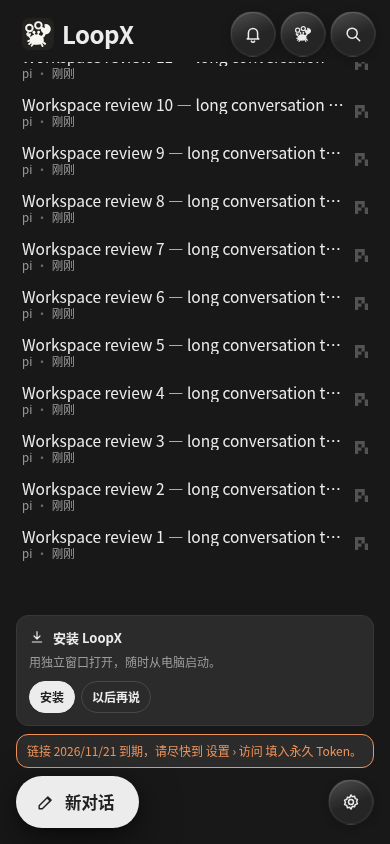 LoopX
pi · 刚刚
Workspace review 10 — long conversation …
pi · 刚刚
Workspace review 9 — long conversation t…
pi · 刚刚
Workspace review 8 — long conversation t…
pi · 刚刚
Workspace review 7 — long conversation t…
pi · 刚刚
Workspace review 6 — long conversation t…
pi · 刚刚
Workspace review 5 — long conversation t…
pi · 刚刚
Workspace review 4 — long conversation t…
pi · 刚刚
Workspace review 3 — long conversation t…
pi · 刚刚
Workspace review 2 — long conversation t…
pi · 刚刚
Workspace review 1 — long conversation t…
pi · 刚刚
安装 LoopX
用独立窗口打开，随时从电脑启动。
安装 以后再说
链接 2026/11/21 到期，请尽快到 设置 › 访问 填入永久 Token。
新对话